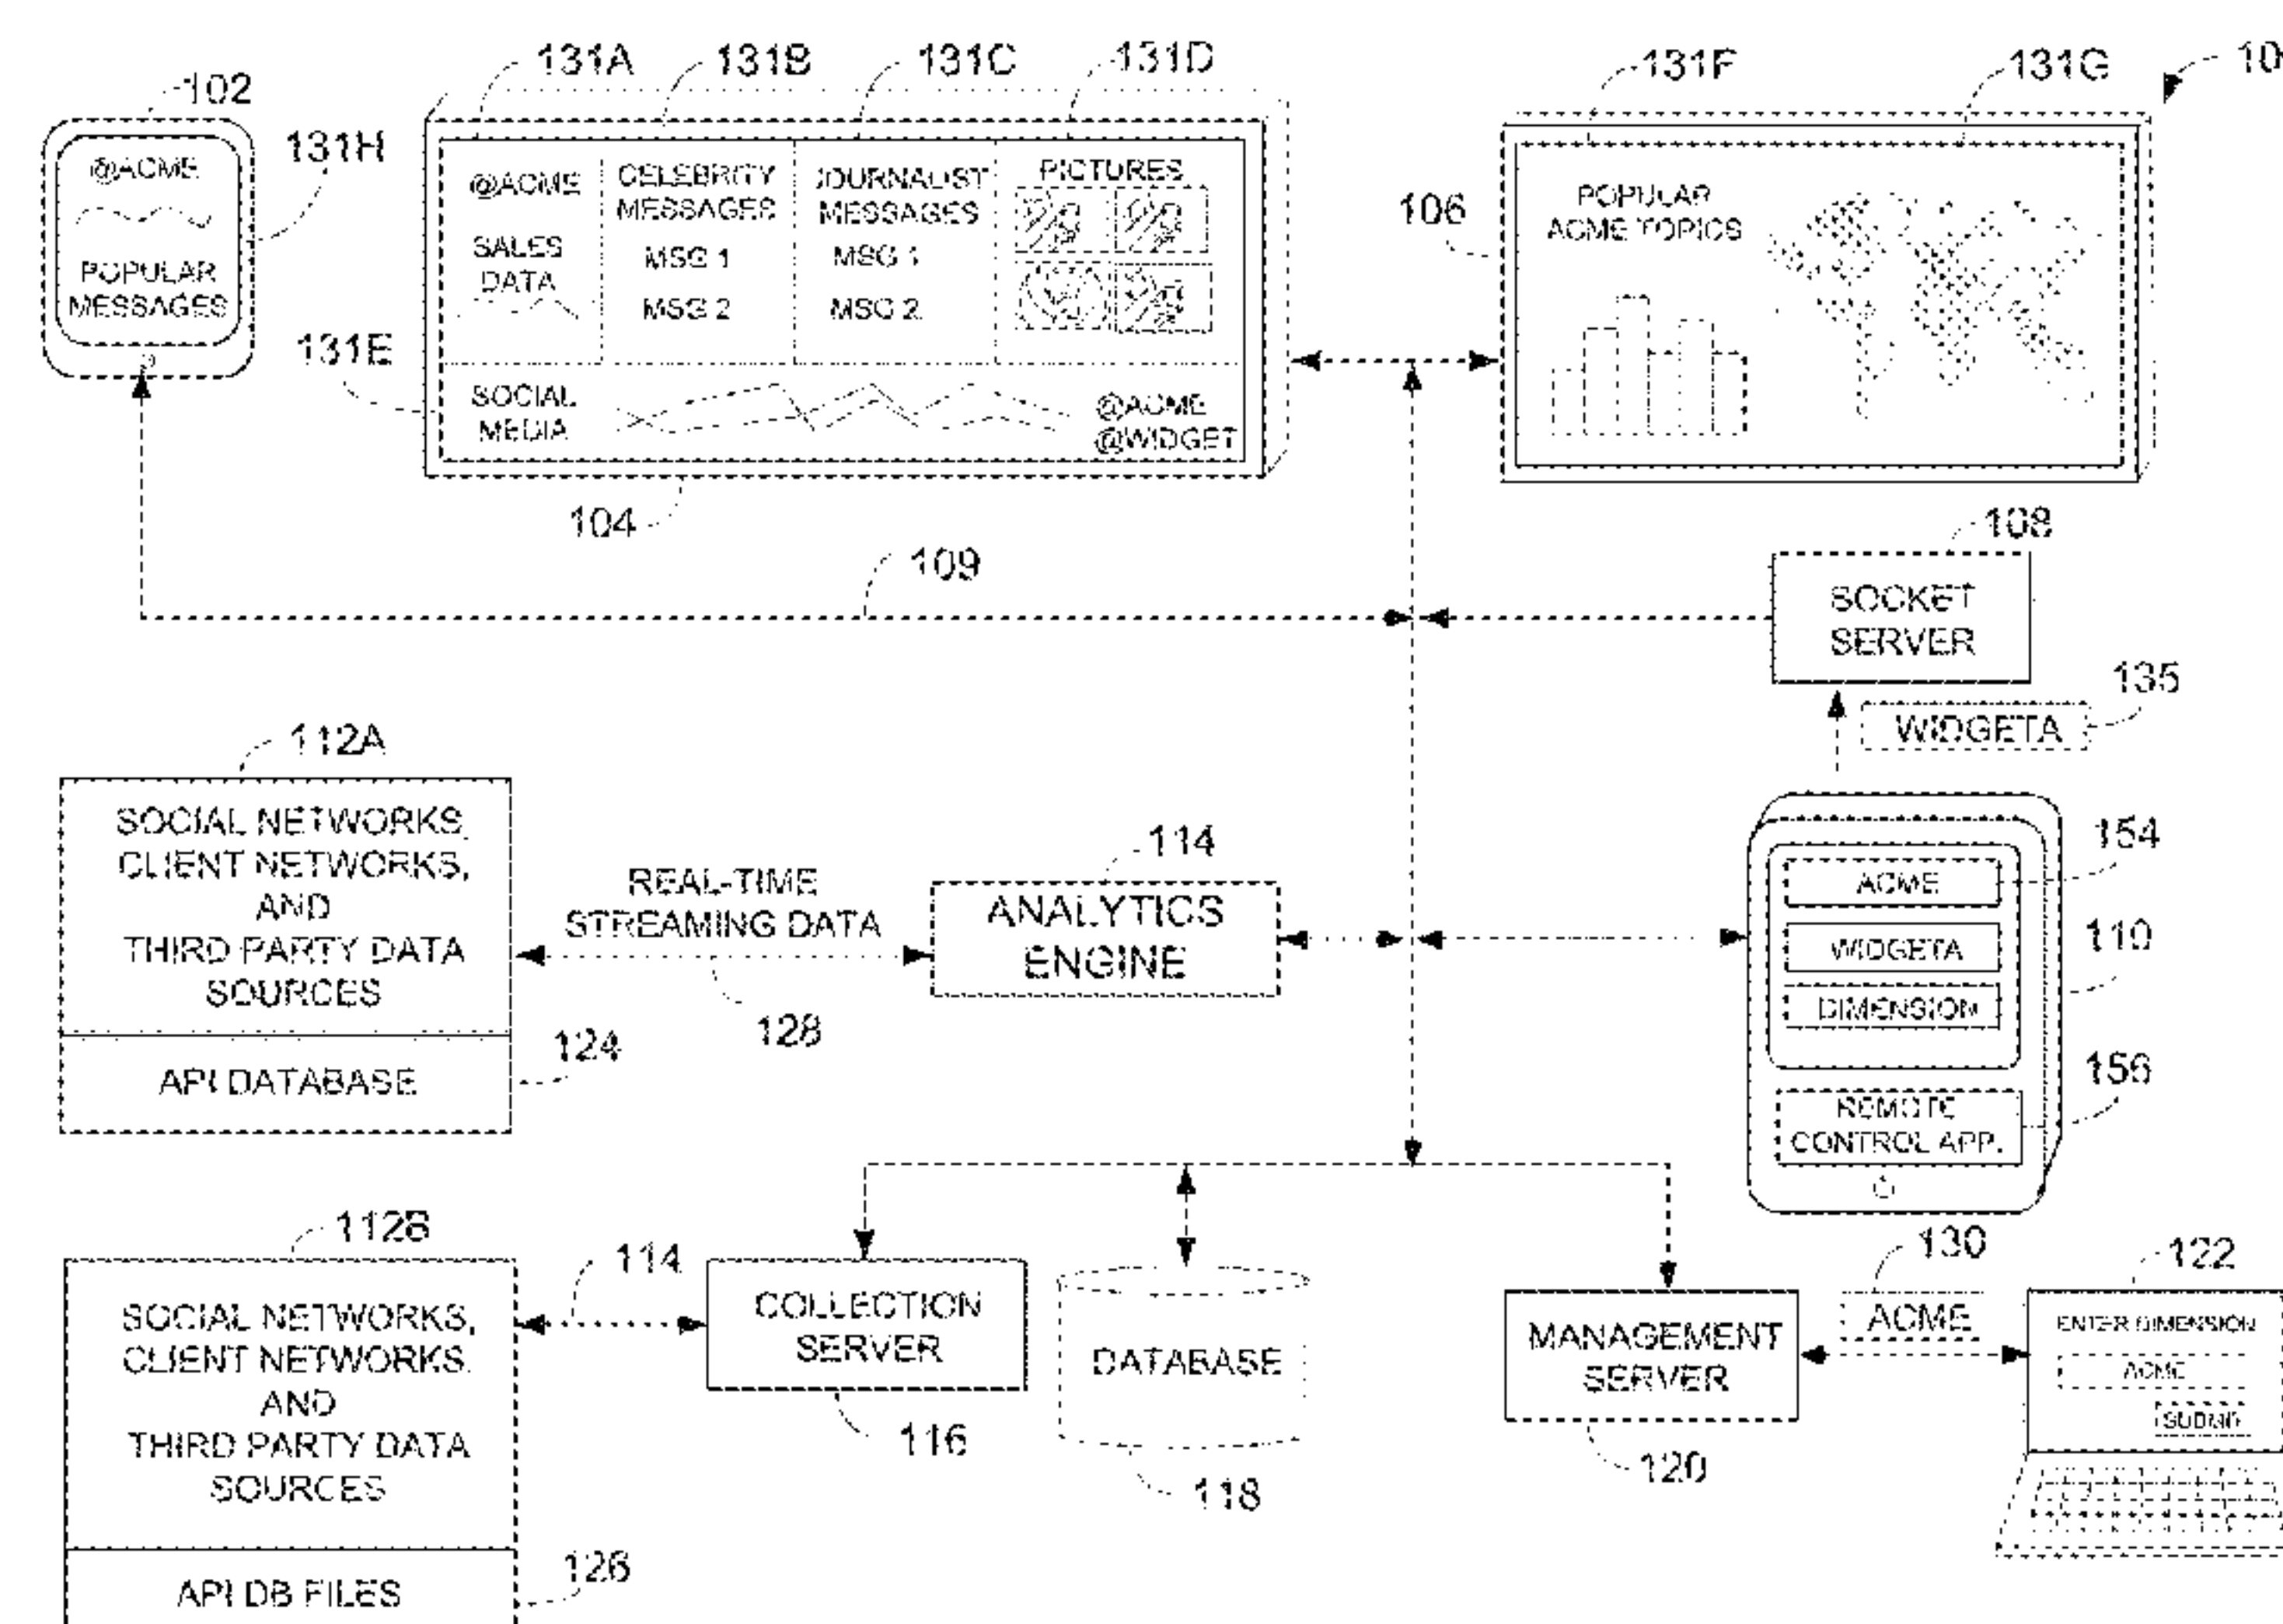 102
131H
@ACME
POPULAR
MESSAGES
131A
131B
131C
131D
131E
@ACME
SALES
DATA
CELEBRITY
MESSAGES
MSG 1
MSG 2
JOURNALIST
MESSAGES
MSG 1
MSG 2
PICTURES
SOCIAL
MEDIA
@ACME
@WIDGET
104
131F
131G
106
POPULAR
ACME TOPICS
109
108
SOCKET
SERVER
135
WIDGETA
112A
SOCIAL NETWORKS
CLIENT NETWORKS,
AND
THIRD PARTY DATA
SOURCES
API DATABASE
124
REAL-TIME
STREAMING DATA
128
114
ANALYTICS
ENGINE
154
ACME
WIDGETA
DIMENSION
110
156
REMOTE
CONTROL APP.
112B
SOCIAL NETWORKS,
CLIENT NETWORKS.
AND
THIRD PARTY DATA
SOURCES
API DB FILES
126
114
COLLECTION
SERVER
116
DATABASE
118
MANAGEMENT
SERVER
120
130
ACME
122
ENTER DIMENSION
ACME
SUBMIT